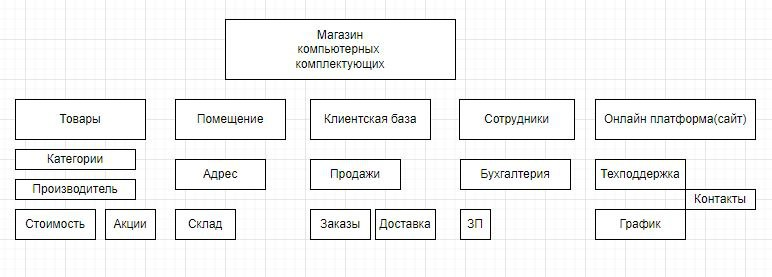 Магазин
компьютерных
комплектующих
Товары
Помещение
Клиентская база
Сотрудники
Онлайн платформа(сайт)
Категории
Производитель
Адрес
Продажи
Бухгалтерия
Техподдержка
Контакты
Стоимость
Акции
Склад
Заказы
Доставка
ЗП
График